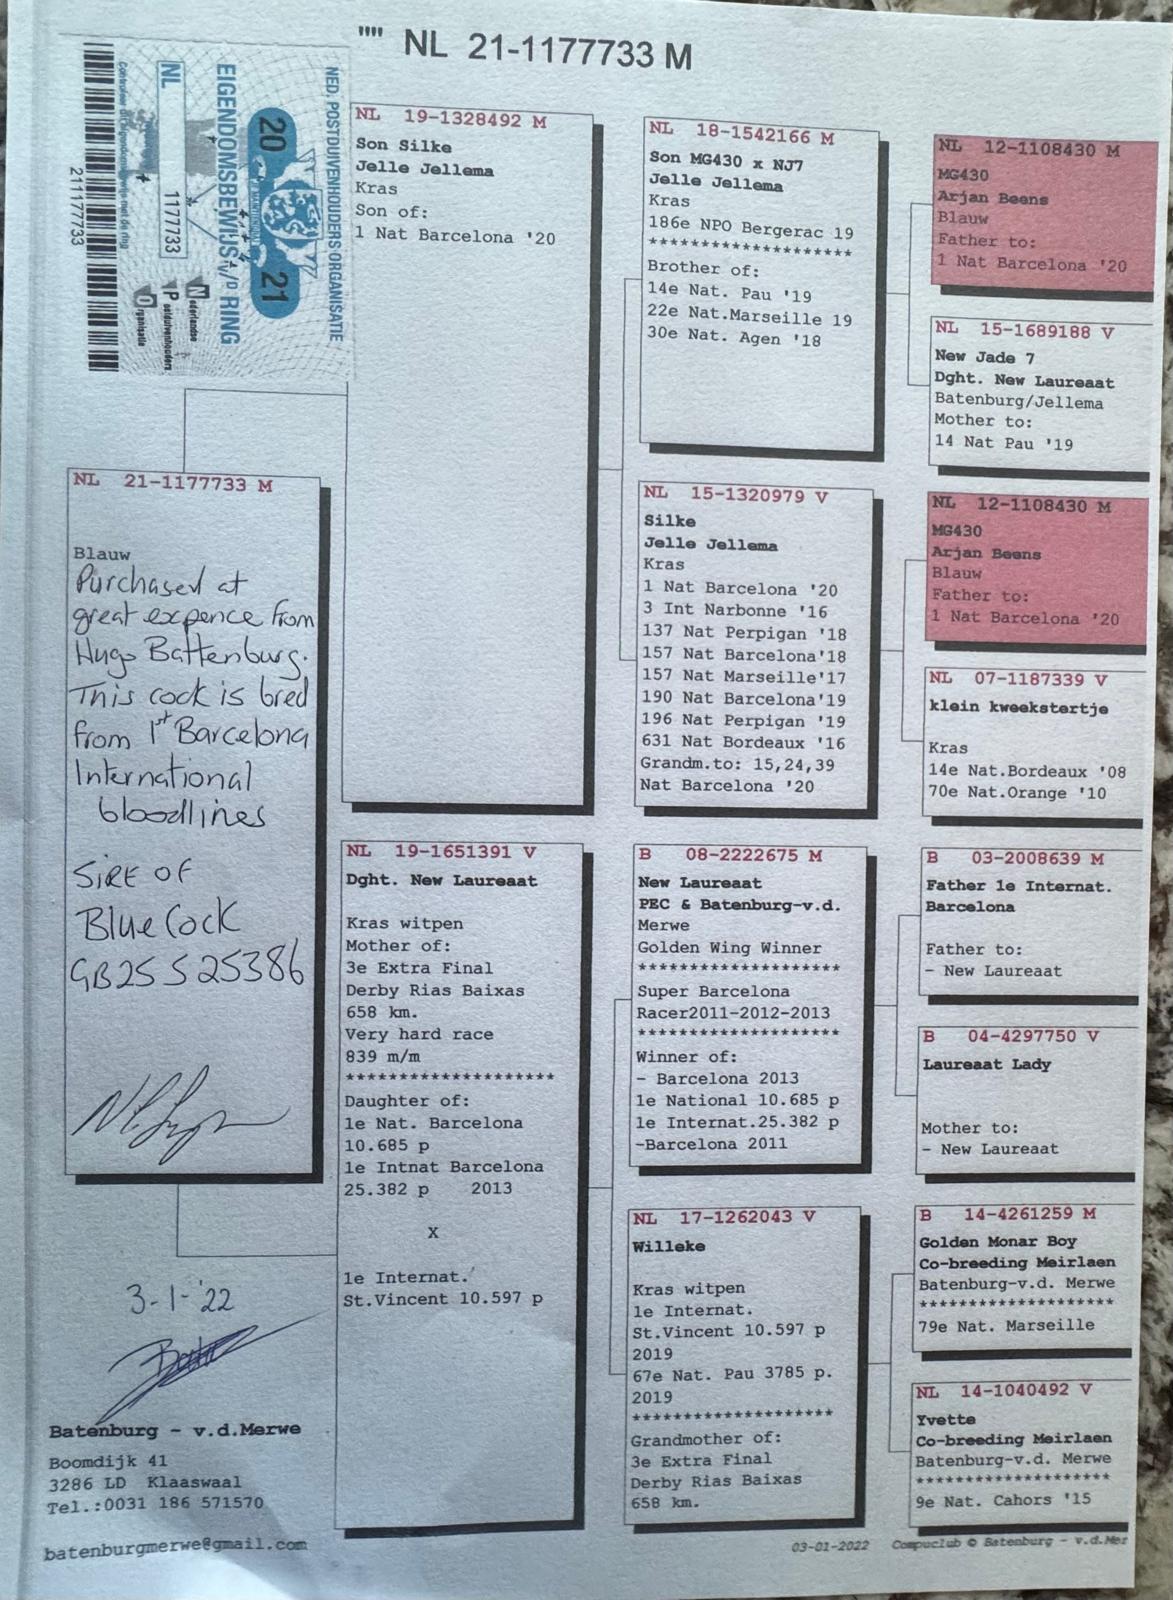 "" NL 21-1177733 M
NED. POSTDUIVENHOUDERS ORGANISATIE
20 21
EIGENDOMSBEWIJS v/d RING
Nederlandse
Postduivenhouders
Organisatie
NL 1177733
Controleer dit eigendomsbewijs met de ring
211177733
NL 21-1177733 M
Blauw
Purchased at
great expence from
Hugo Battenburg.
This cock is bred
from 1st Barcelona
International
bloodlines
SIRE OF
Blue Cock
GB25 S 25386
3-1-'22
Batenburg - v.d.Merwe
Boomdijk 41
3286 LD Klaaswaal
Tel.:0031 186 571570
batenburgmerwe@gmail.com
NL 19-1328492 M
Son Silke
Jelle Jellema
Kras
Son of:
1 Nat Barcelona '20
NL 19-1651391 V
Dght. New Laureaat
Kras witpen
Mother of:
3e Extra Final
Derby Rias Baixas
658 km.
Very hard race
839 m/m
********************
Daughter of:
1e Nat. Barcelona
10.685 p
1e Intnat Barcelona
25.382 p 2013
X
1e Internat.
St.Vincent 10.597 p
NL 18-1542166 M
Son MG430 x NJ7
Jelle Jellema
Kras
186e NPO Bergerac 19
*******************
Brother of:
14e Nat. Pau '19
22e Nat.Marseille 19
30e Nat. Agen '18
NL 15-1320979 V
Silke
Jelle Jellema
Kras
1 Nat Barcelona '20
3 Int Narbonne '16
137 Nat Perpigan '18
157 Nat Barcelona'18
157 Nat Marseille'17
190 Nat Barcelona'19
196 Nat Perpigan '19
631 Nat Bordeaux '16
Grandm.to: 15,24,39
Nat Barcelona '20
B 08-2222675 M
New Laureaat
PEC & Batenburg-v.d.
Merwe
Golden Wing Winner
*******************
Super Barcelona
Racer2011-2012-2013
*******************
Winner of:
- Barcelona 2013
1e National 10.685 p
1e Internat.25.382 p
-Barcelona 2011
NL 17-1262043 V
Willeke
Kras witpen
1e Internat.
St.Vincent 10.597 p
2019
67e Nat. Pau 3785 p.
2019
*******************
Grandmother of:
3e Extra Final
Derby Rias Baixas
658 km.
NL 12-1108430 M
MG430
Arjan Beens
Blauw
Father to:
1 Nat Barcelona '20
NL 15-1689188 V
New Jade 7
Dght. New Laureaat
Batenburg/Jellema
Mother to:
14 Nat Pau '19
NL 12-1108430 M
MG430
Arjan Beens
Blauw
Father to:
1 Nat Barcelona '20
NL 07-1187339 V
klein kweekstertje
Kras
14e Nat.Bordeaux '08
70e Nat.Orange '10
B 03-2008639 M
Father 1e Internat.
Barcelona
Father to:
- New Laureaat
B 04-4297750 V
Laureaat Lady
Mother to:
- New Laureaat
B 14-4261259 M
Golden Monar Boy
Co-breeding Meirlaen
Batenburg-v.d. Merwe
*******************
79e Nat. Marseille
NL 14-1040492 V
Yvette
Co-breeding Meirlaen
Batenburg-v.d. Merwe
*******************
9e Nat. Cahors '15
03-01-2022 Compuclub © Batenburg - v.d.Mer